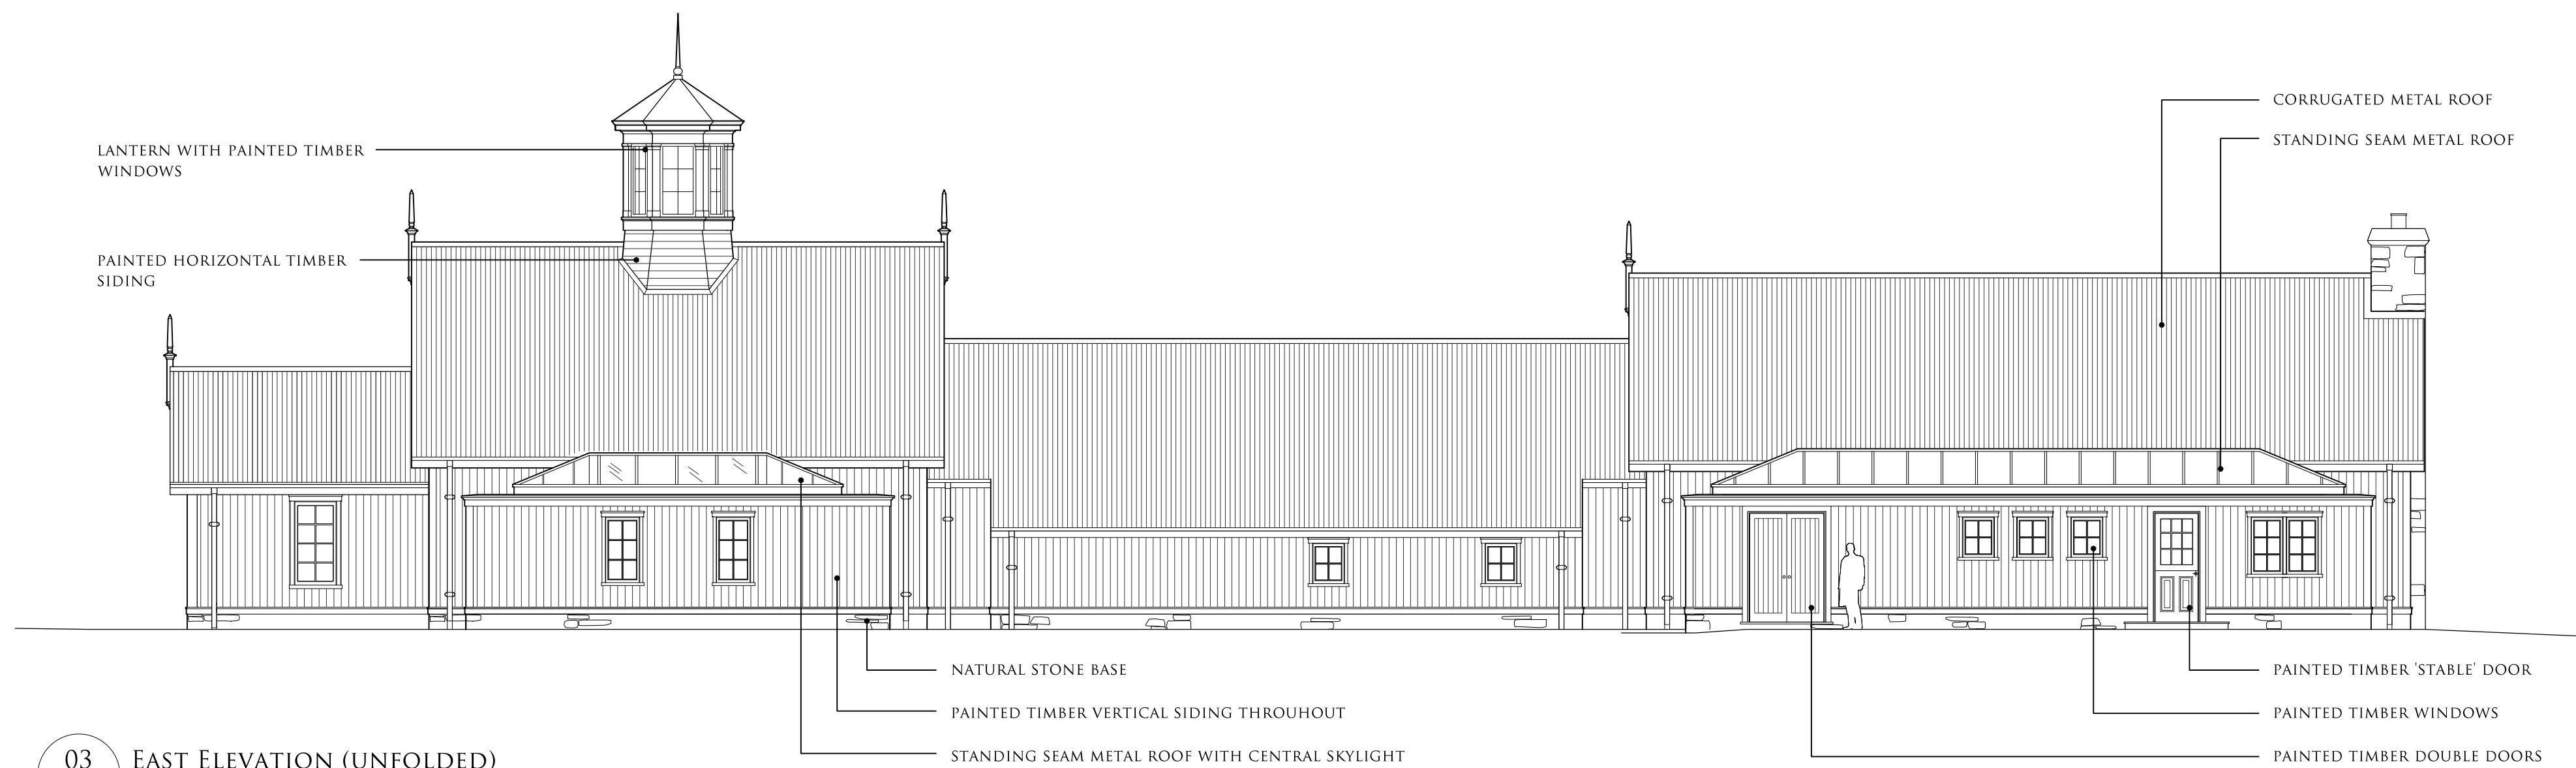 LANTERN WITH PAINTED TIMBER
WINDOWS
PAINTED HORIZONTAL TIMBER
SIDING
CORRUGATED METAL ROOF
STANDING SEAM METAL ROOF
NATURAL STONE BASE
PAINTED TIMBER VERTICAL SIDING THROUHOUT
STANDING SEAM METAL ROOF WITH CENTRAL SKYLIGHT
PAINTED TIMBER 'STABLE' DOOR
PAINTED TIMBER WINDOWS
PAINTED TIMBER DOUBLE DOORS
03
EAST ELEVATION (UNFOLDED)